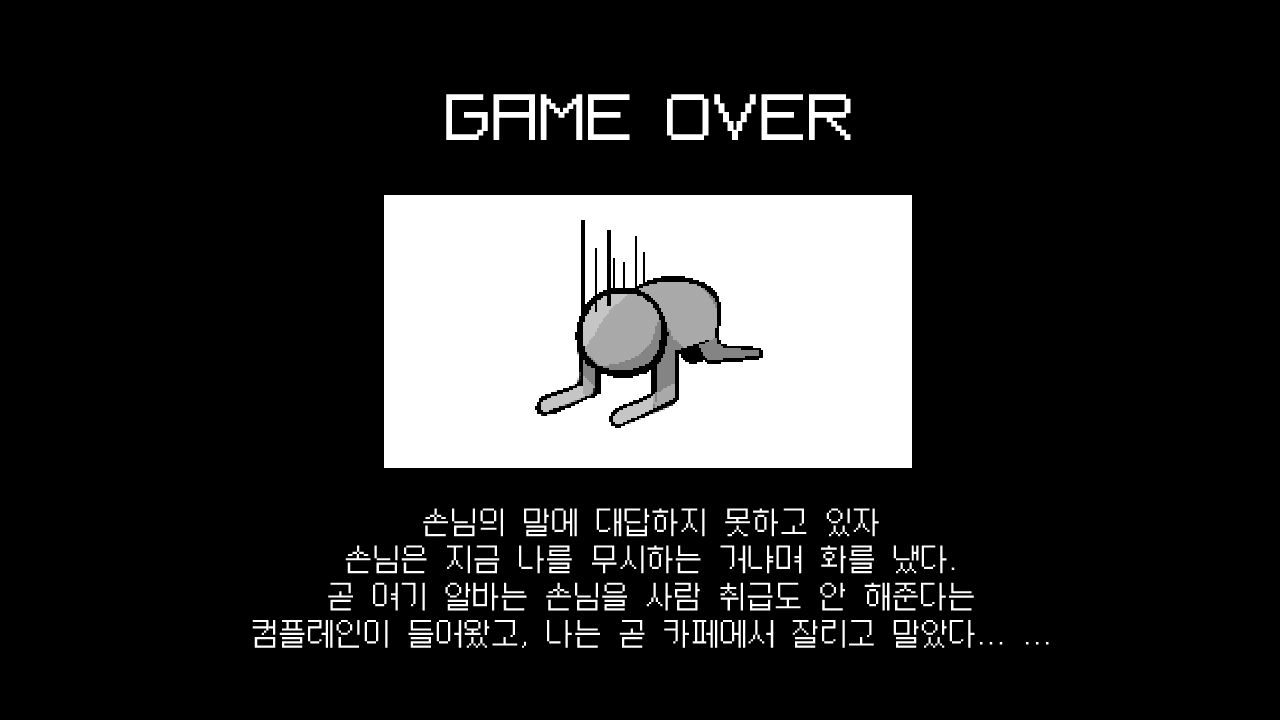 GAME OVER
손님의 말에 대답하지 못하고 있자
손님은 지금 나를 무시하는 거냐며 화를 냈다.
곧 여기 알바는 손님을 사람 취급도 안 해준다는
컴플레인이 들어왔고, 나는 곧 카페에서 잘리고 말았다... ...